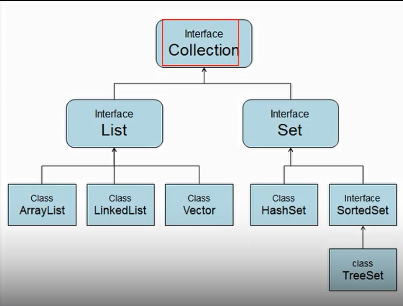 Interface
Collection
Interface
List
Interface
Set
Class
ArrayList
Class
LinkedList
Class
Vector
Class
HashSet
Interface
SortedSet
class
TreeSet